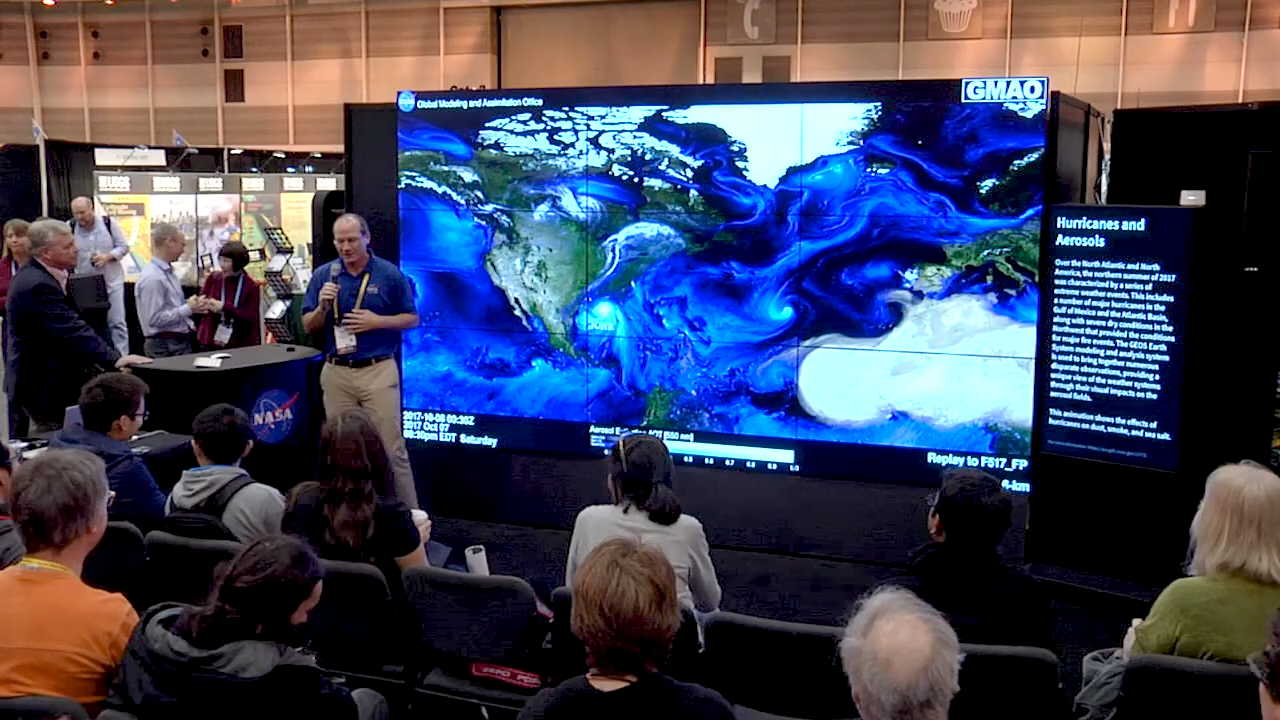 Global Modeling and Assimilation Office
GMAO
2017-10-08 00:30Z
2017 Oct 07
08:30pm EDT Saturday
Replay to F517_FP
NASA
Hurricanes and
Aerosols
Over the North Atlantic and North
America, the northern summer of 2017
was characterized by a series of
extreme weather events. This includes
a number of major hurricanes in the
Gulf of Mexico and the Atlantic Basin,
along with severe dry conditions in the
Northwest that provided the conditions
for major fire events. The GEOS Earth
System modeling and analysis system
is used to bring together numerous
disparate observations, providing a
unique view of the weather systems
through their visual impacts on the
aerosol fields.
This animation shows the effects of
hurricanes on dust, smoke, and sea salt.